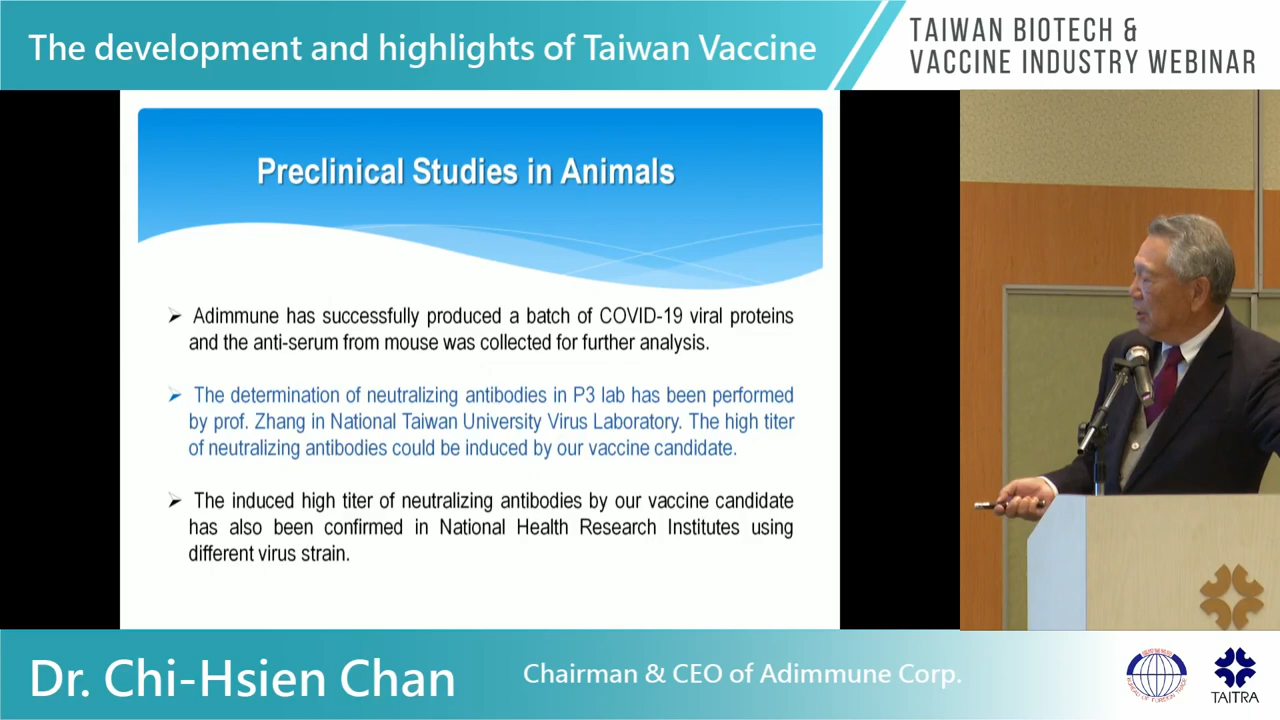 The development and highlights of Taiwan Vaccine
TAIWAN BIOTECH &
VACCINE INDUSTRY WEBINAR
Preclinical Studies in Animals
➢ Adimmune has successfully produced a batch of COVID-19 viral proteins
and the anti-serum from mouse was collected for further analysis.
➢ The determination of neutralizing antibodies in P3 lab has been performed
by prof. Zhang in National Taiwan University Virus Laboratory. The high titer
of neutralizing antibodies could be induced by our vaccine candidate.
➢ The induced high titer of neutralizing antibodies by our vaccine candidate
has also been confirmed in National Health Research Institutes using
different virus strain.
Dr. Chi-Hsien Chan
Chairman & CEO of Adimmune Corp.
BUREAU OF FOREIGN TRADE
TAITRA